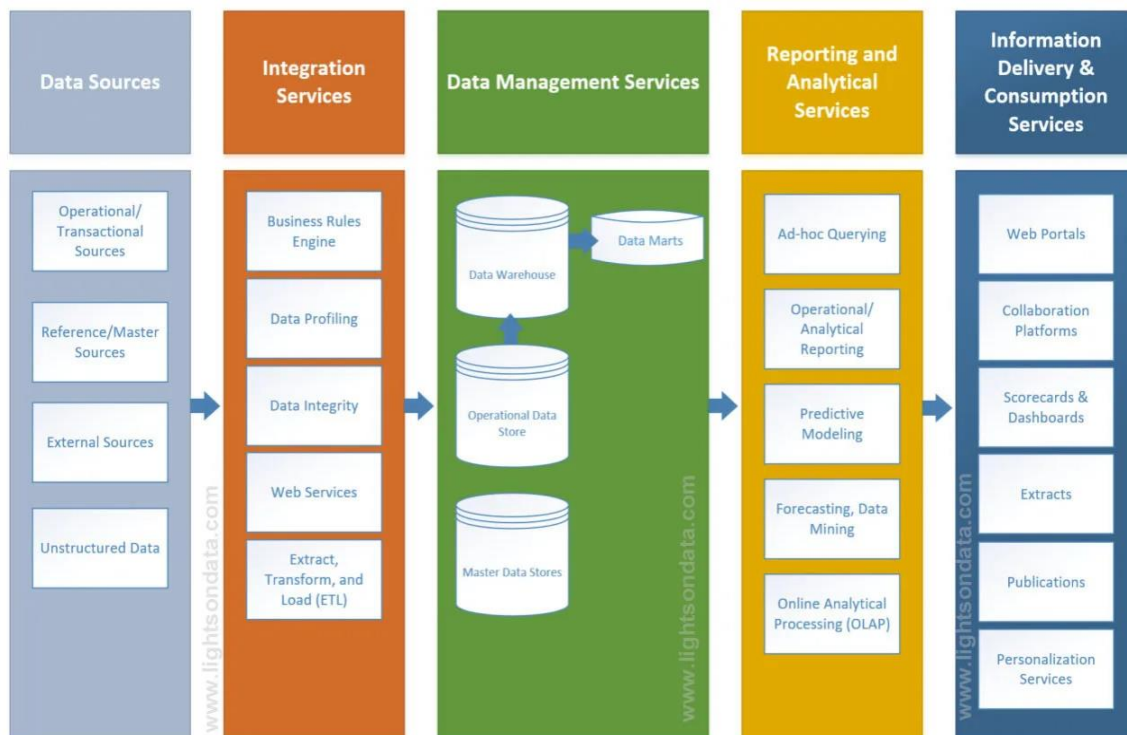 Data Sources
Integration
Services
Data Management Services
Reporting and
Analytical
Services
Information
Delivery &
Consumption
Services
Operational/
Transactional
Sources
Reference/Master
Sources
External Sources
Unstructured Data
www.lightsondata.com
Business Rules
Engine
Data Profiling
Data Integrity
Web Services
Extract,
Transform, and
Load (ETL)
Data Warehouse
Data Marts
Operational Data
Store
Master Data Stores
www.lightsondata.com
Ad-hoc Querying
Operational/
Analytical
Reporting
Predictive
Modeling
Forecasting, Data
Mining
Online Analytical
Processing (OLAP)
www.lightsondata.com
Web Portals
Collaboration
Platforms
Scorecards &
Dashboards
Extracts
Publications
Personalization
Services